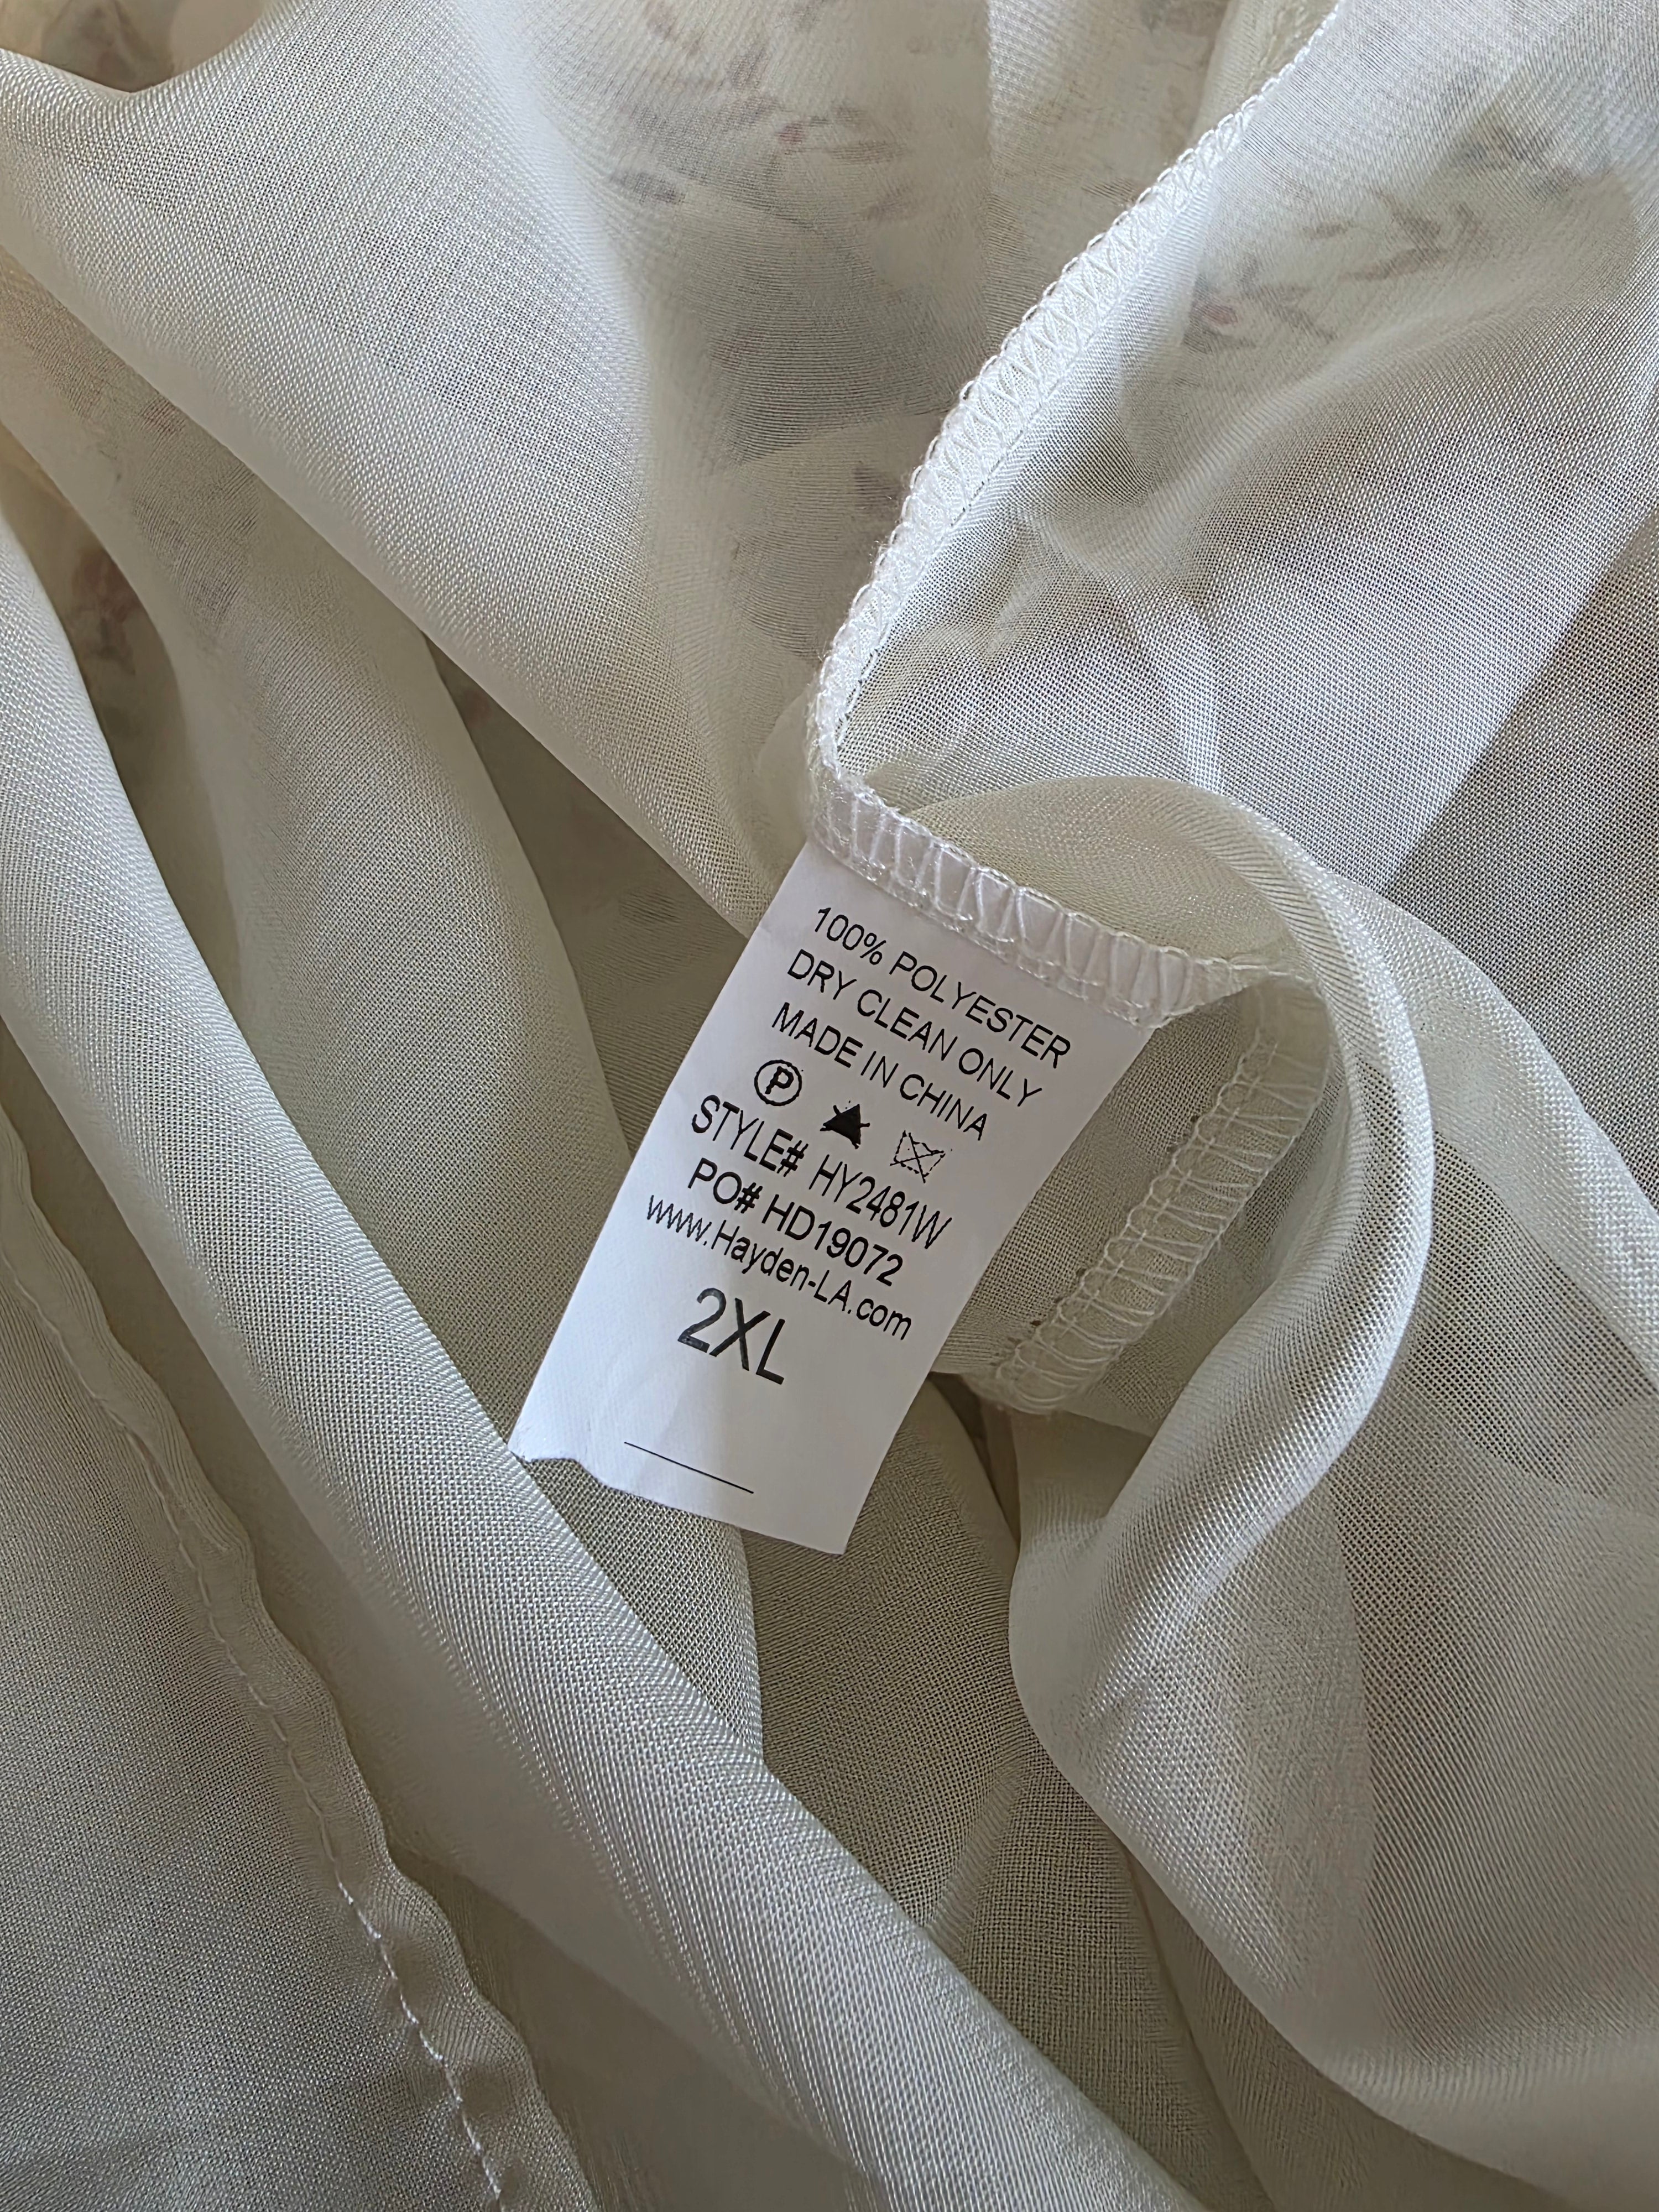 100% POLYESTER
DRY CLEAN ONLY
MADE IN CHINA
P
STYLE# HY2481W
PO# HD19072
www.Hayden-LA.com
2XL